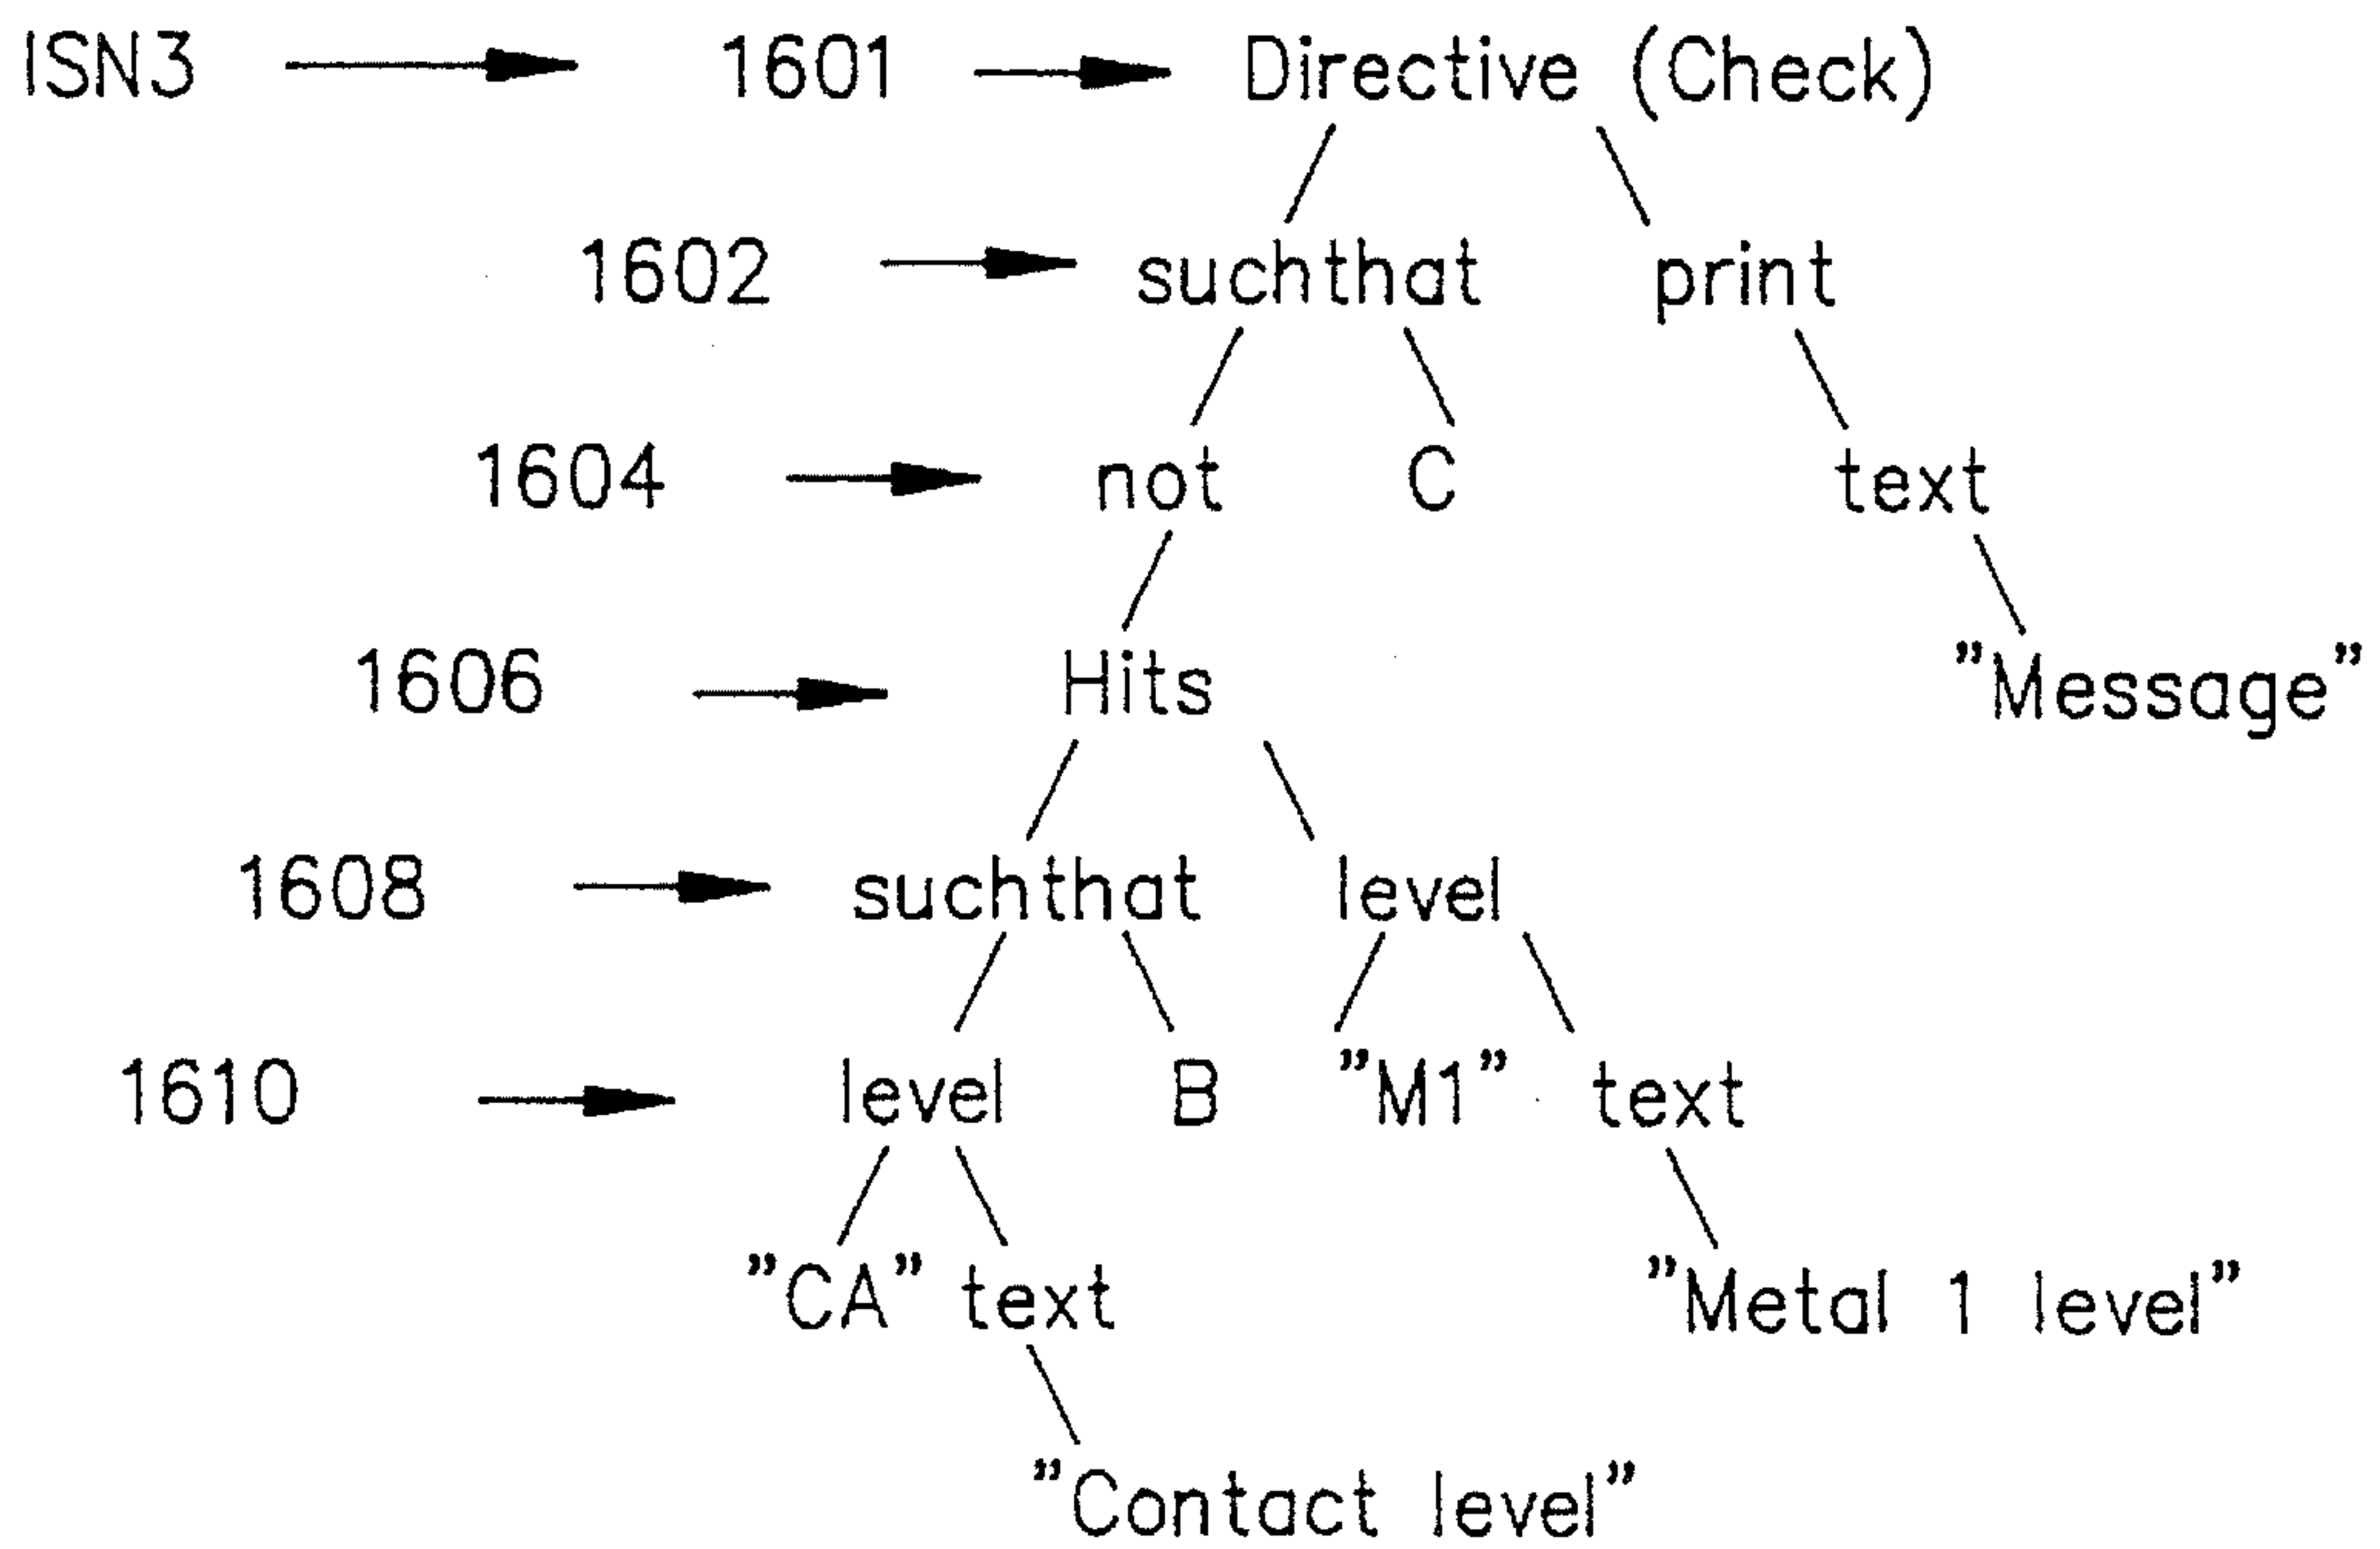 ISN3 1601 Directive (Check)
1602 suchthat print
1604 not C text
1606 Hits "Message"
1608 suchthat level
1610 level B "M1" text
"CA" text "Metal 1 level"
"Contact level"